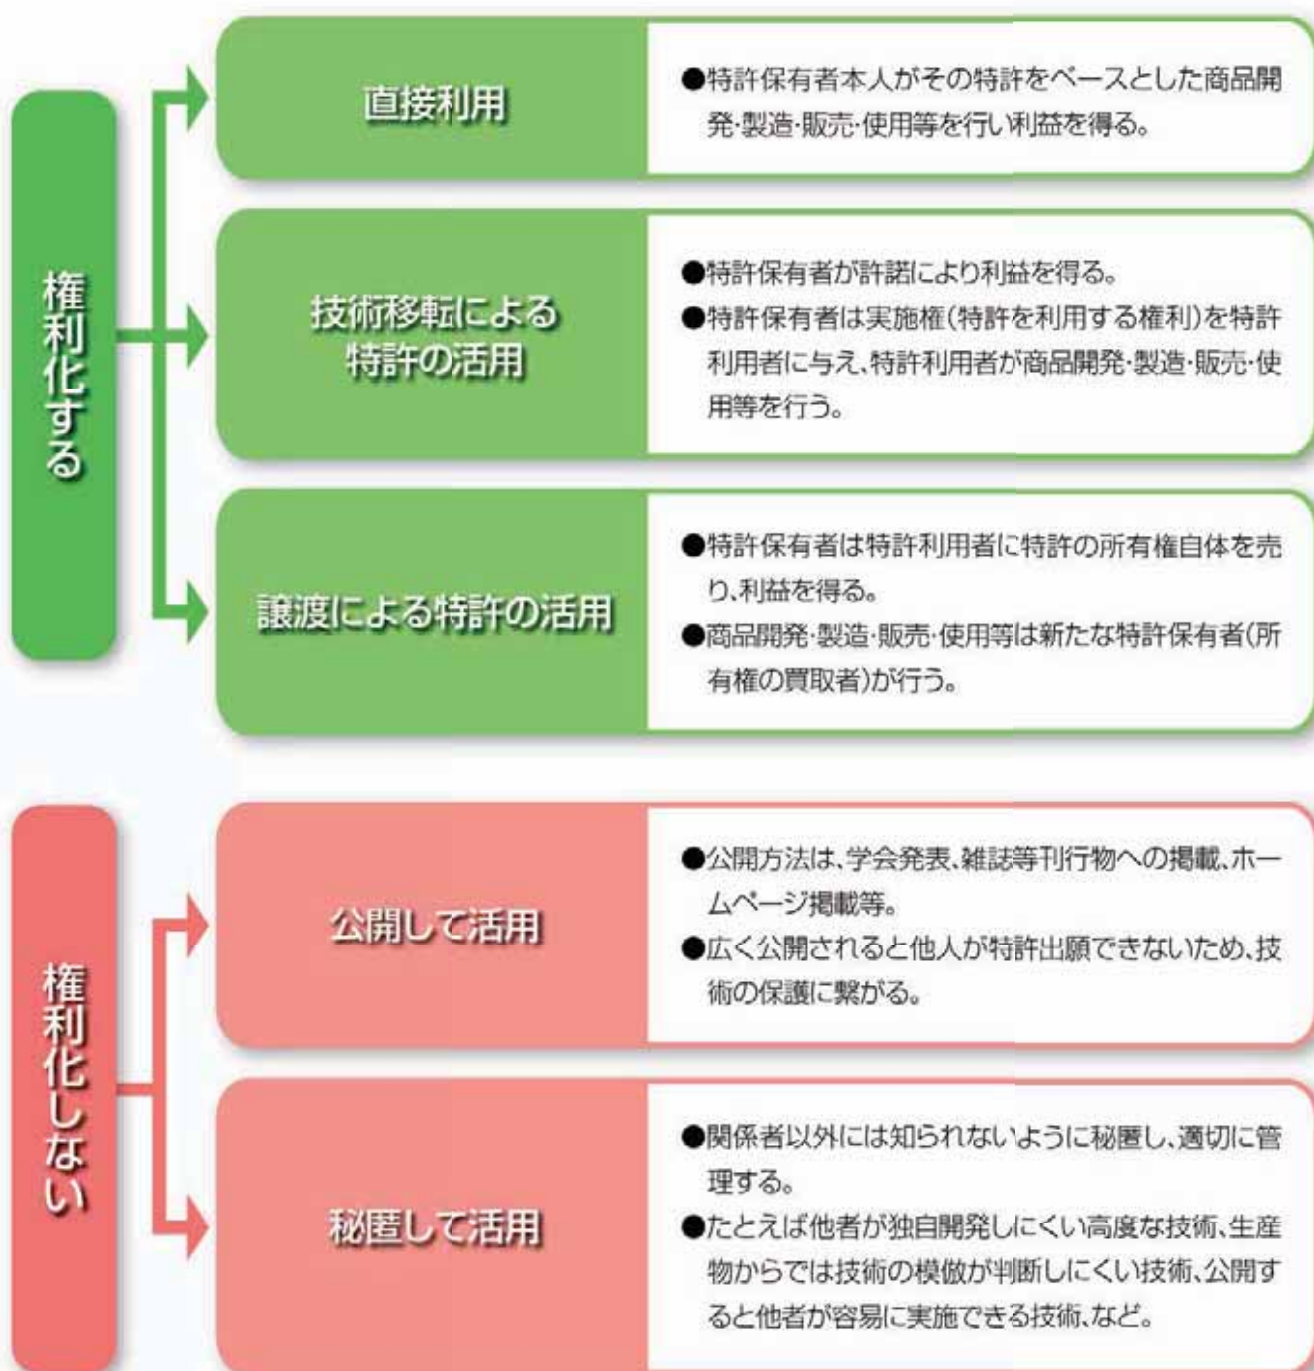 権利化する
直接利用
●特許保有者本人がその特許をベースとした商品開
発・製造・販売・使用等を行い利益を得る。
技術移転による
特許の活用
●特許保有者が許諾により利益を得る。
●特許保有者は実施権(特許を利用する権利)を特許
利用者に与え、特許利用者が商品開発・製造・販売・使
用等を行う。
譲渡による特許の活用
●特許保有者は特許利用者に特許の所有権自体を売
り、利益を得る。
●商品開発・製造・販売・使用等は新たな特許保有者(所
有権の買取者)が行う。
権利化しない
公開して活用
●公開方法は、学会発表、雑誌等刊行物への掲載、ホー
ムページ掲載等。
●広く公開されると他人が特許出願できないため、技
術の保護に繋がる。
秘匿して活用
●関係者以外には知られないように秘匿し、適切に管
理する。
●たとえば他者が独自開発しにくい高度な技術、生産
物からでは技術の模倣が判断しにくい技術、公開す
ると他者が容易に実施できる技術、など。